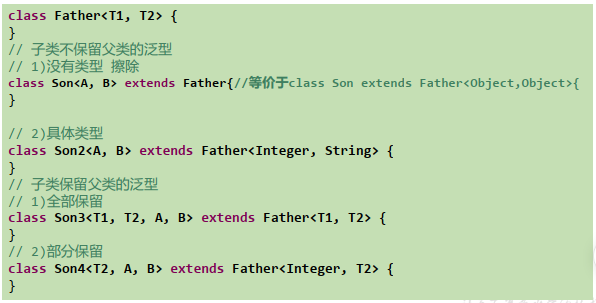 class Father<T1, T2> {
}
// 子类不保留父类的泛型
// 1)没有类型 擦除
class Son<A, B> extends Father{//等价于class Son extends Father<Object,Object>{
}
// 2)具体类型
class Son2<A, B> extends Father<Integer, String> {
}
// 子类保留父类的泛型
// 1)全部保留
class Son3<T1, T2, A, B> extends Father<T1, T2> {
}
// 2)部分保留
class Son4<T2, A, B> extends Father<Integer, T2> {
}